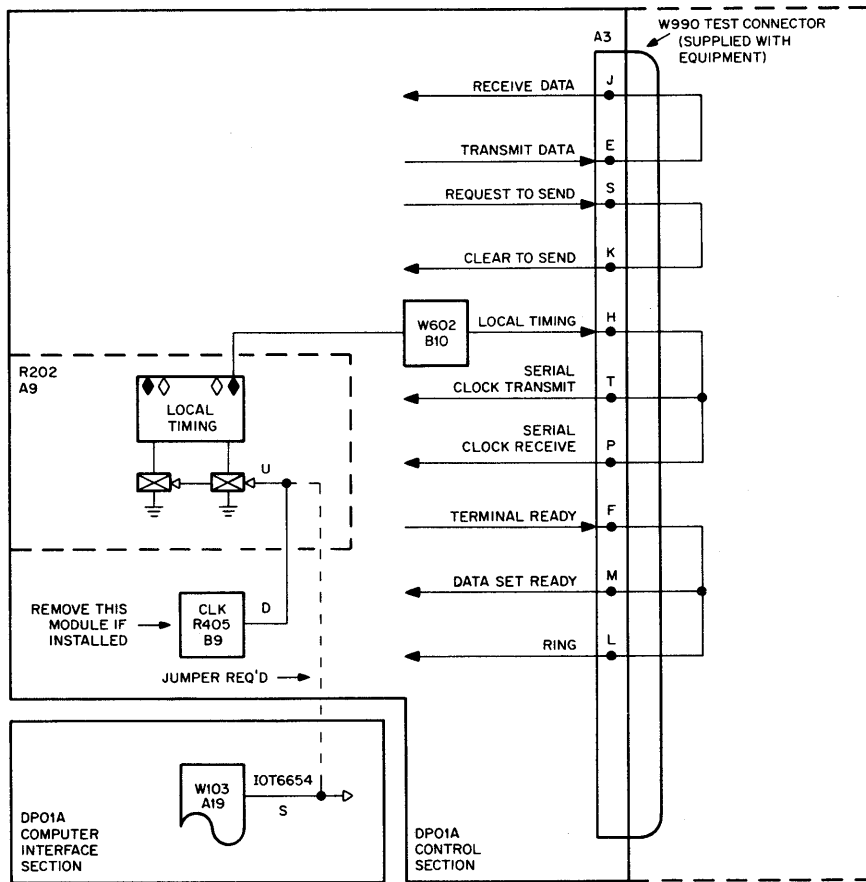 W990 TEST CONNECTOR
(SUPPLIED WITH
EQUIPMENT)
A3
J
RECEIVE DATA
E
TRANSMIT DATA
S
REQUEST TO SEND
K
CLEAR TO SEND
W602
B10
LOCAL TIMING
H
R202
A9
LOCAL
TIMING
SERIAL
CLOCK TRANSMIT
T
SERIAL
CLOCK RECEIVE
P
U
TERMINAL READY
F
DATA SET READY
M
REMOVE THIS
MODULE IF
INSTALLED
CLK
R405
B9
D
RING
L
JUMPER REQ'D
W103
A19
IOT6654
S
DP01A
COMPUTER
INTERFACE
SECTION
DP01A
CONTROL
SECTION